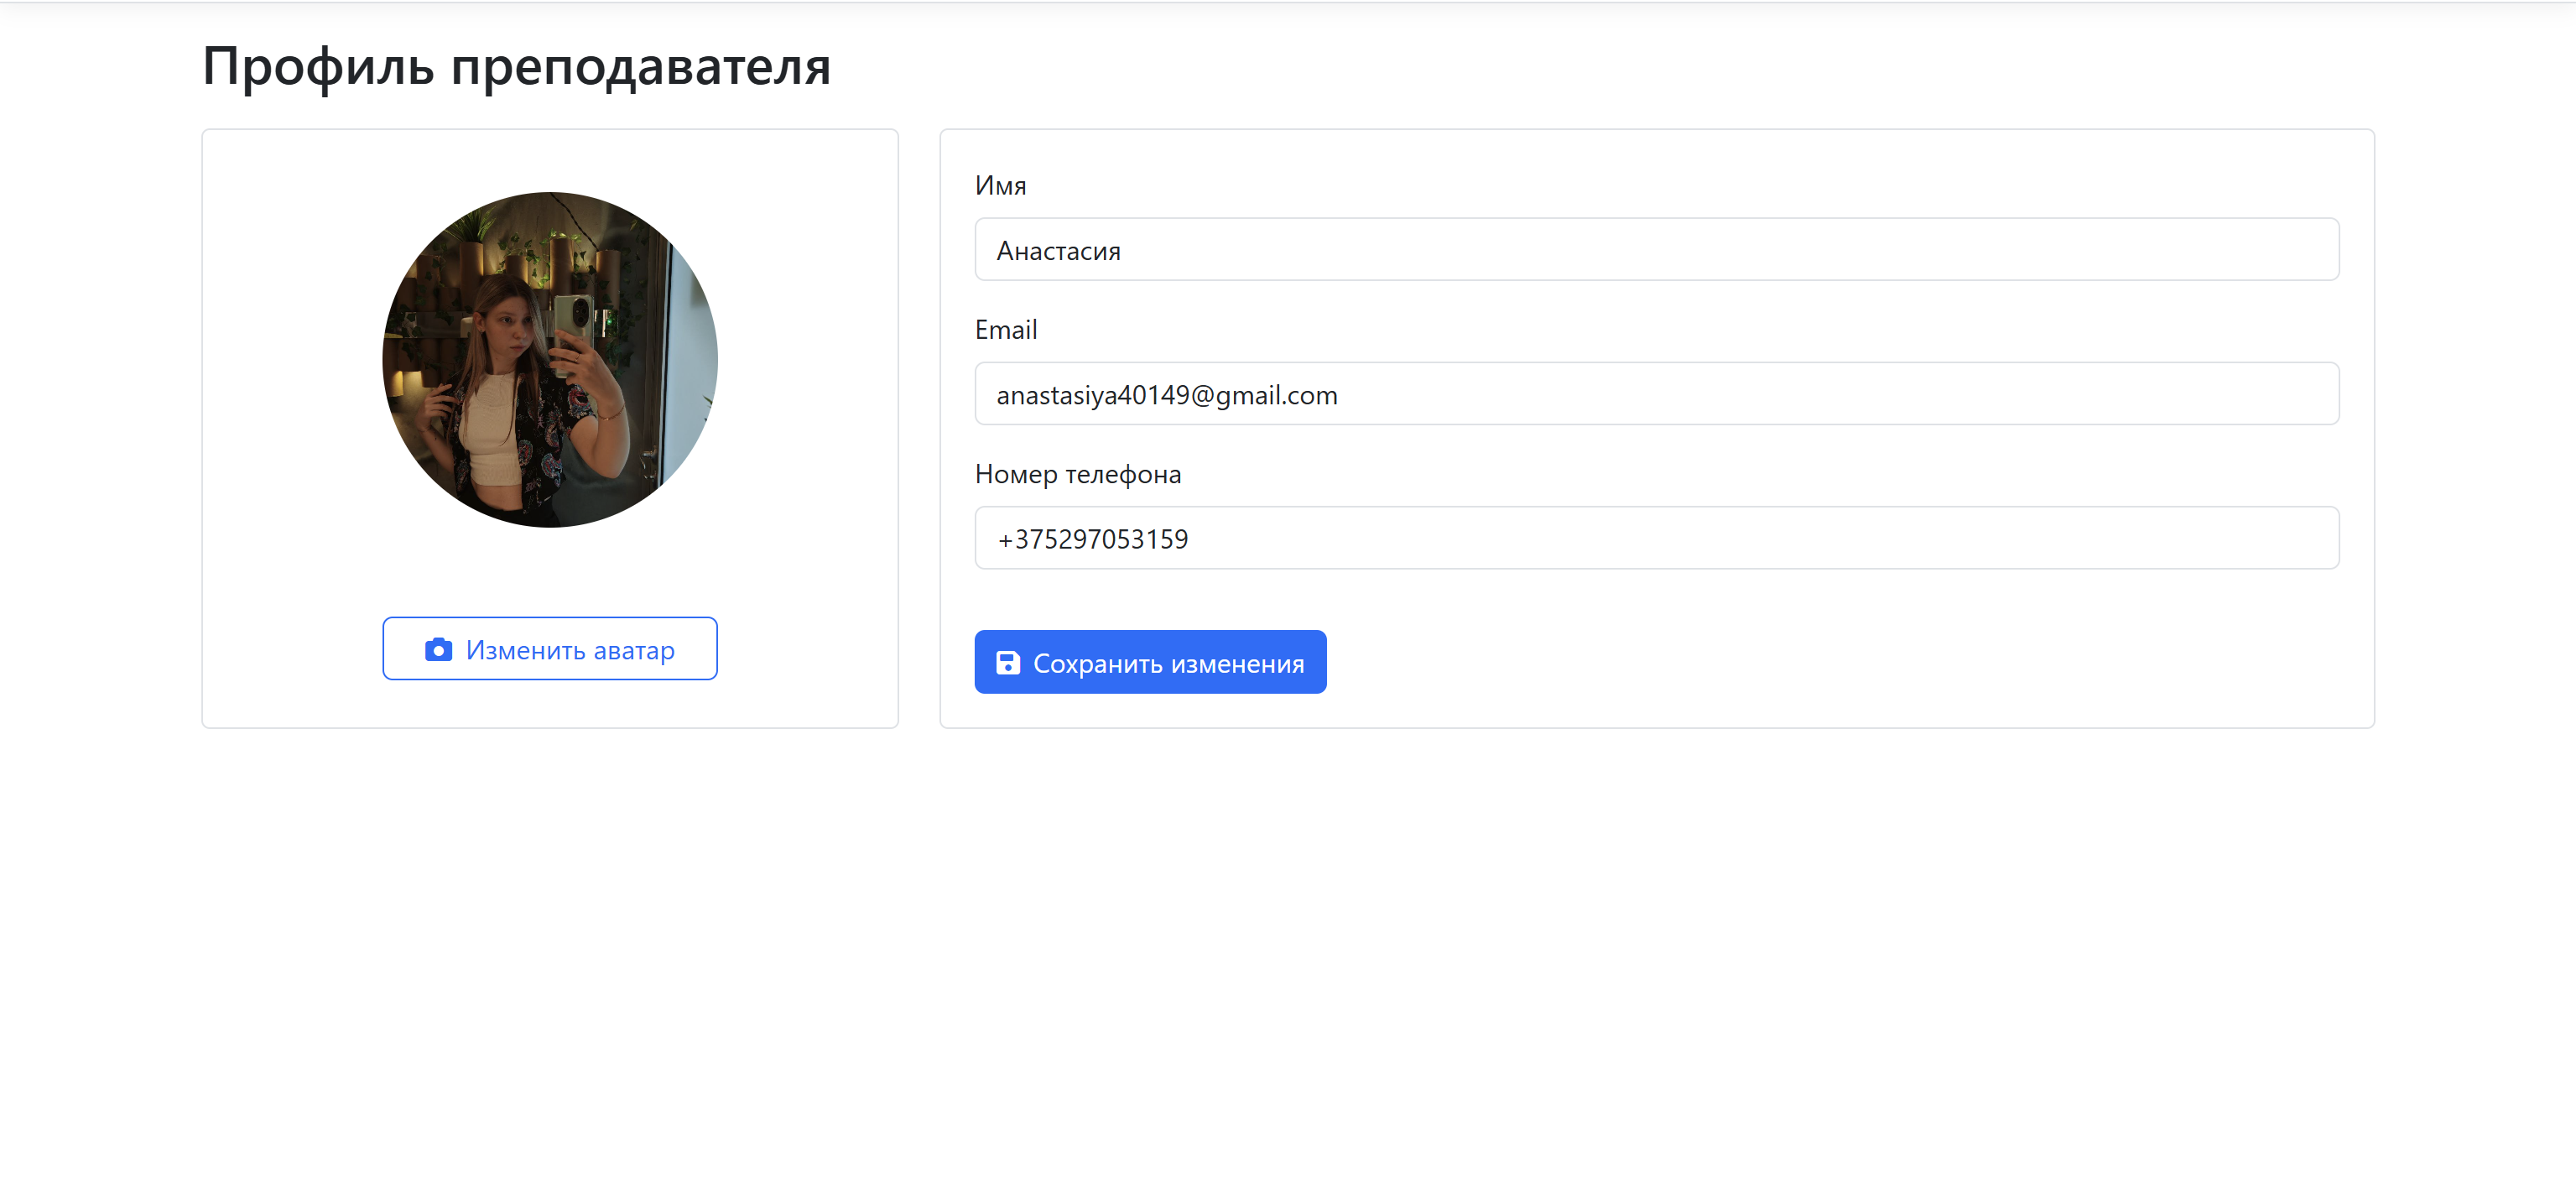 Профиль преподавателя
Изменить аватар
Имя
Анастасия
Email
anastasiya40149@gmail.com
Номер телефона
+375297053159
Сохранить изменения